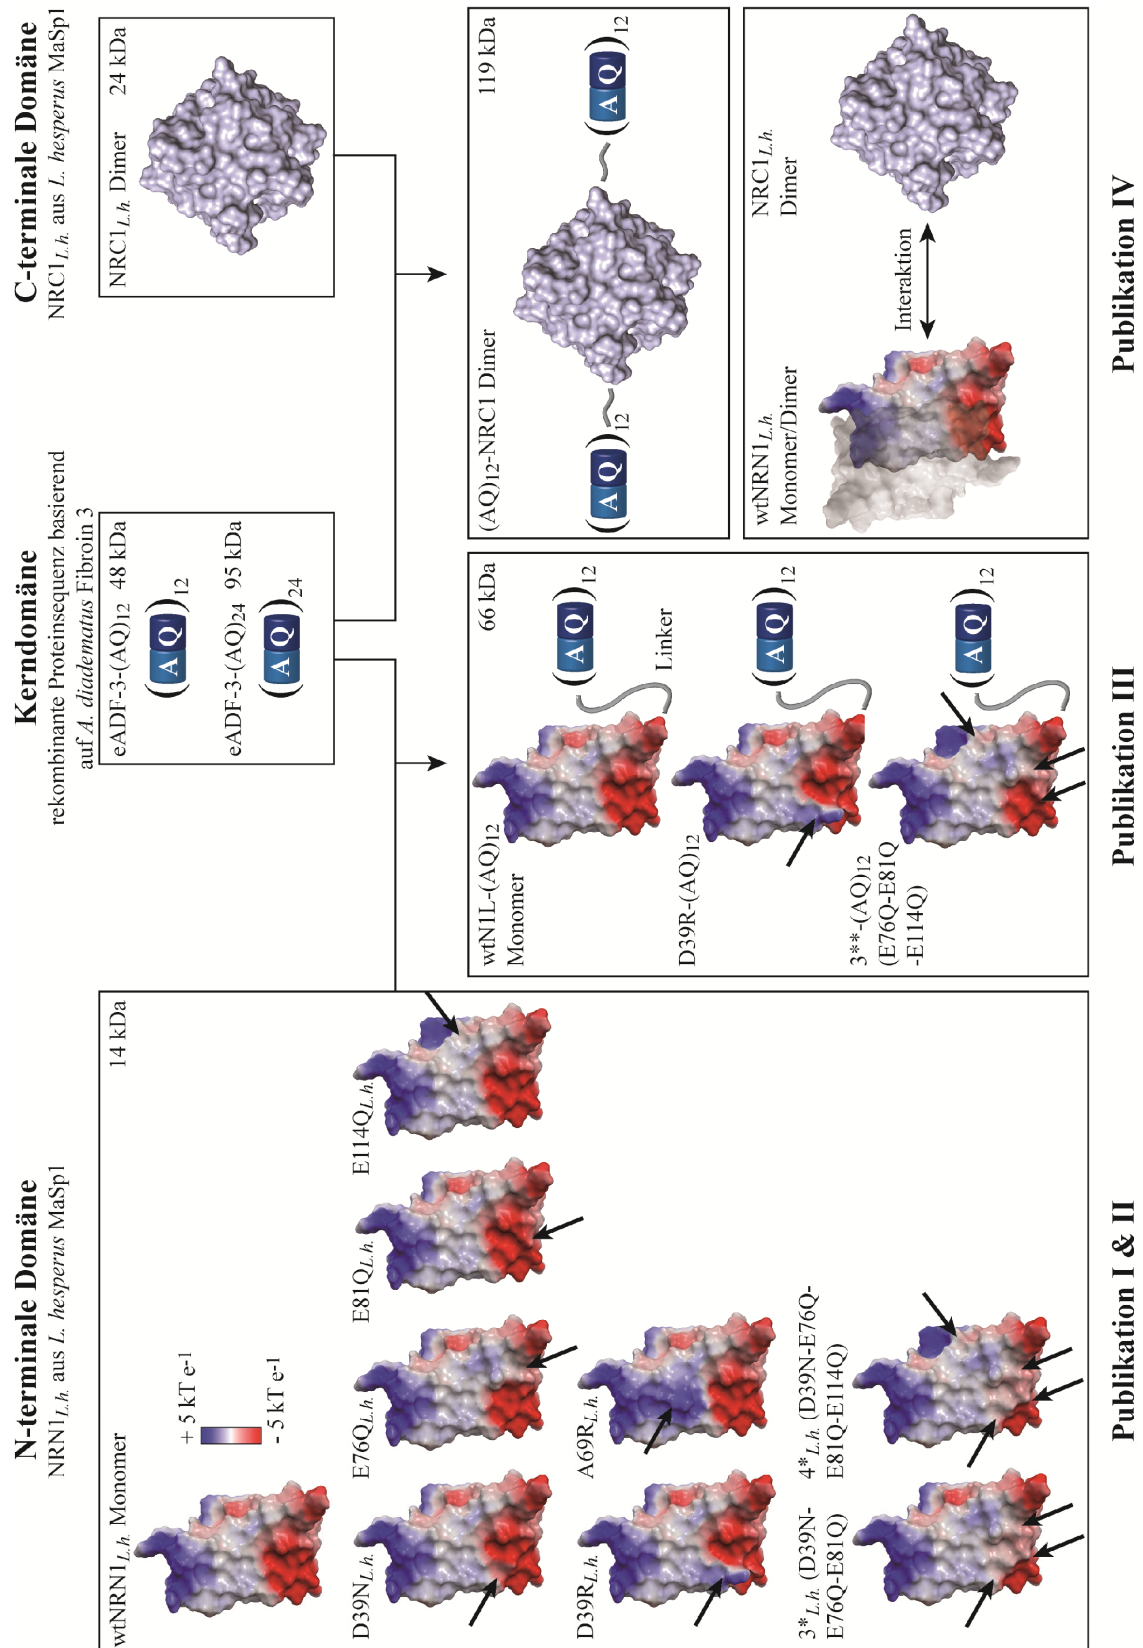 N-terminale Domäne
NRN1L.h. aus L. hesperus MaSp1
wtNRN1L.h. Monomer
14 kDa
+ 5 kT e-1
- 5 kT e-1
D39NL.h.
E76QL.h.
E81QL.h.
E114QL.h.
D39RL.h.
A69RL.h.
3*L.h. (D39N-
E76Q-E81Q)
4*L.h. (D39N-E76Q-
E81Q-E114Q)
Publikation I & II
Kerndomäne
rekombinante Proteinsequenz basierend
auf A. diadematus Fibroin 3
eADF-3-(AQ)12 48 kDa
(A Q)12
eADF-3-(AQ)24 95 kDa
(A Q)24
wtN1L-(AQ)12
Monomer
66 kDa
(A Q)12
Linker
D39R-(AQ)12
(A Q)12
3**-(AQ)12
(E76Q-E81Q
-E114Q)
(A Q)12
Publikation III
C-terminale Domäne
NRC1L.h. aus L. hesperus MaSp1
NRC1L.h. Dimer 24 kDa
(AQ)12-NRC1 Dimer
119 kDa
(A Q)12
(A Q)12
wtNRN1L.h.
Monomer/Dimer
Interaktion
NRC1L.h.
Dimer
Publikation IV